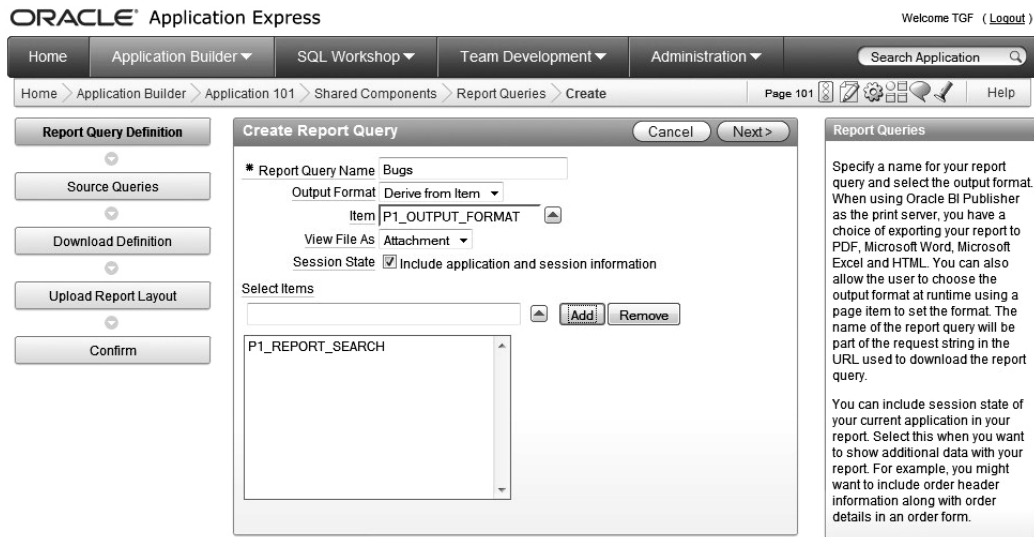 ORACLE® Application Express
Welcome TGF ( Logout )
Home Application Builder SQL Workshop Team Development Administration Search Application
Home Application Builder Application 101 Shared Components Report Queries Create Page 101 Help
Report Query Definition
Source Queries
Download Definition
Upload Report Layout
Confirm
Create Report Query Cancel Next >
* Report Query Name Bugs
Output Format Derive from Item
Item P1_OUTPUT_FORMAT
View File As Attachment
Session State Include application and session information
Select Items
Add Remove
P1_REPORT_SEARCH
Report Queries
Specify a name for your report
query and select the output format.
When using Oracle BI Publisher
as the print server, you have a
choice of exporting your report to
PDF, Microsoft Word, Microsoft
Excel and HTML. You can also
allow the user to choose the
output format at runtime using a
page item to set the format. The
name of the report query will be
part of the request string in the
URL used to download the report
query.
You can include session state of
your current application in your
report. Select this when you want
to show additional data with your
report. For example, you might
want to include order header
information along with order
details in an order form.